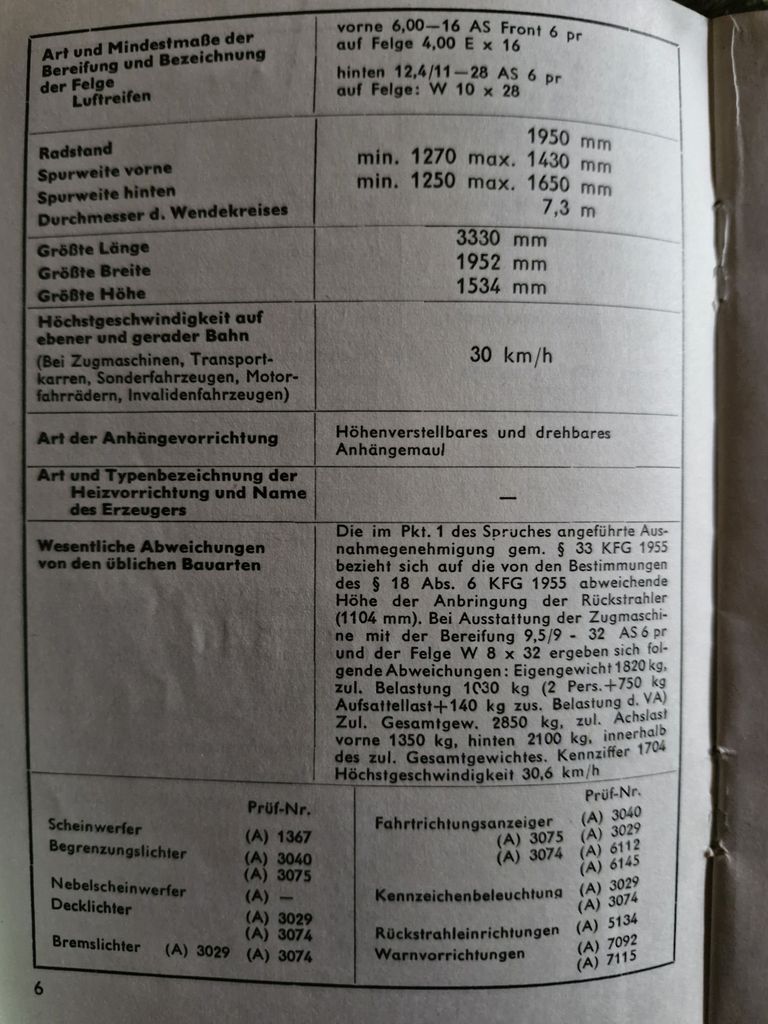 Art und Mindestmaße der
Bereifung und Bezeichnung
der Felge
Luftreifen
vorne 6,00—16 AS Front 6 pr
auf Felge 4,00 E x 16
hinten 12,4/11—28 AS 6 pr
auf Felge: W 10 x 28
Radstand 1950 mm
Spurweite vorne min. 1270 max. 1430 mm
Spurweite hinten min. 1250 max. 1650 mm
Durchmesser d. Wendekreises 7,3 m
Größte Länge 3330 mm
Größte Breite 1952 mm
Größte Höhe 1534 mm
Höchstgeschwindigkeit auf
ebener und gerader Bahn
(Bei Zugmaschinen, Transport-
karren, Sonderfahrzeugen, Motor-
fahrrädern, Invalidenfahrzeugen)
30 km/h
Art der Anhängevorrichtung
Höhenverstellbares und drehbares
Anhängemaul
Art und Typenbezeichnung der
Heizvorrichtung und Name
des Erzeugers
—
Wesentliche Abweichungen
von den üblichen Bauarten
Die im Pkt. 1 des Spruches angeführte Aus-
nahmegenehmigung gem. § 33 KFG 1955
bezieht sich auf die von den Bestimmungen
des § 18 Abs. 6 KFG 1955 abweichende
Höhe der Anbringung der Rückstrahler
(1104 mm). Bei Ausstattung der Zugmaschi-
ne mit der Bereifung 9,5/9 - 32 AS 6 pr
und der Felge W 8 x 32 ergeben sich fol-
gende Abweichungen: Eigengewicht 1820 kg,
zul. Belastung 1030 kg (2 Pers.+750 kg
Aufsattellast+140 kg zus. Belastung d. VA)
Zul. Gesamtgew. 2850 kg, zul. Achslast
vorne 1350 kg, hinten 2100 kg, innerhalb
des zul. Gesamtgewichtes. Kennziffer 1704
Höchstgeschwindigkeit 30,6 km/h
Prüf-Nr.
Scheinwerfer (A) 1367
Begrenzungslichter (A) 3040
(A) 3075
Nebelscheinwerfer (A) —
Decklichter (A) 3029
(A) 3074
Bremslichter (A) 3029 (A) 3074
Prüf-Nr.
Fahrtrichtungsanzeiger (A) 3040
(A) 3075 (A) 3029
(A) 3074 (A) 6112
(A) 6145
Kennzeichenbeleuchtung (A) 3029
(A) 3074
Rückstrahleinrichtungen (A) 5134
Warnvorrichtungen (A) 7092
(A) 7115
6